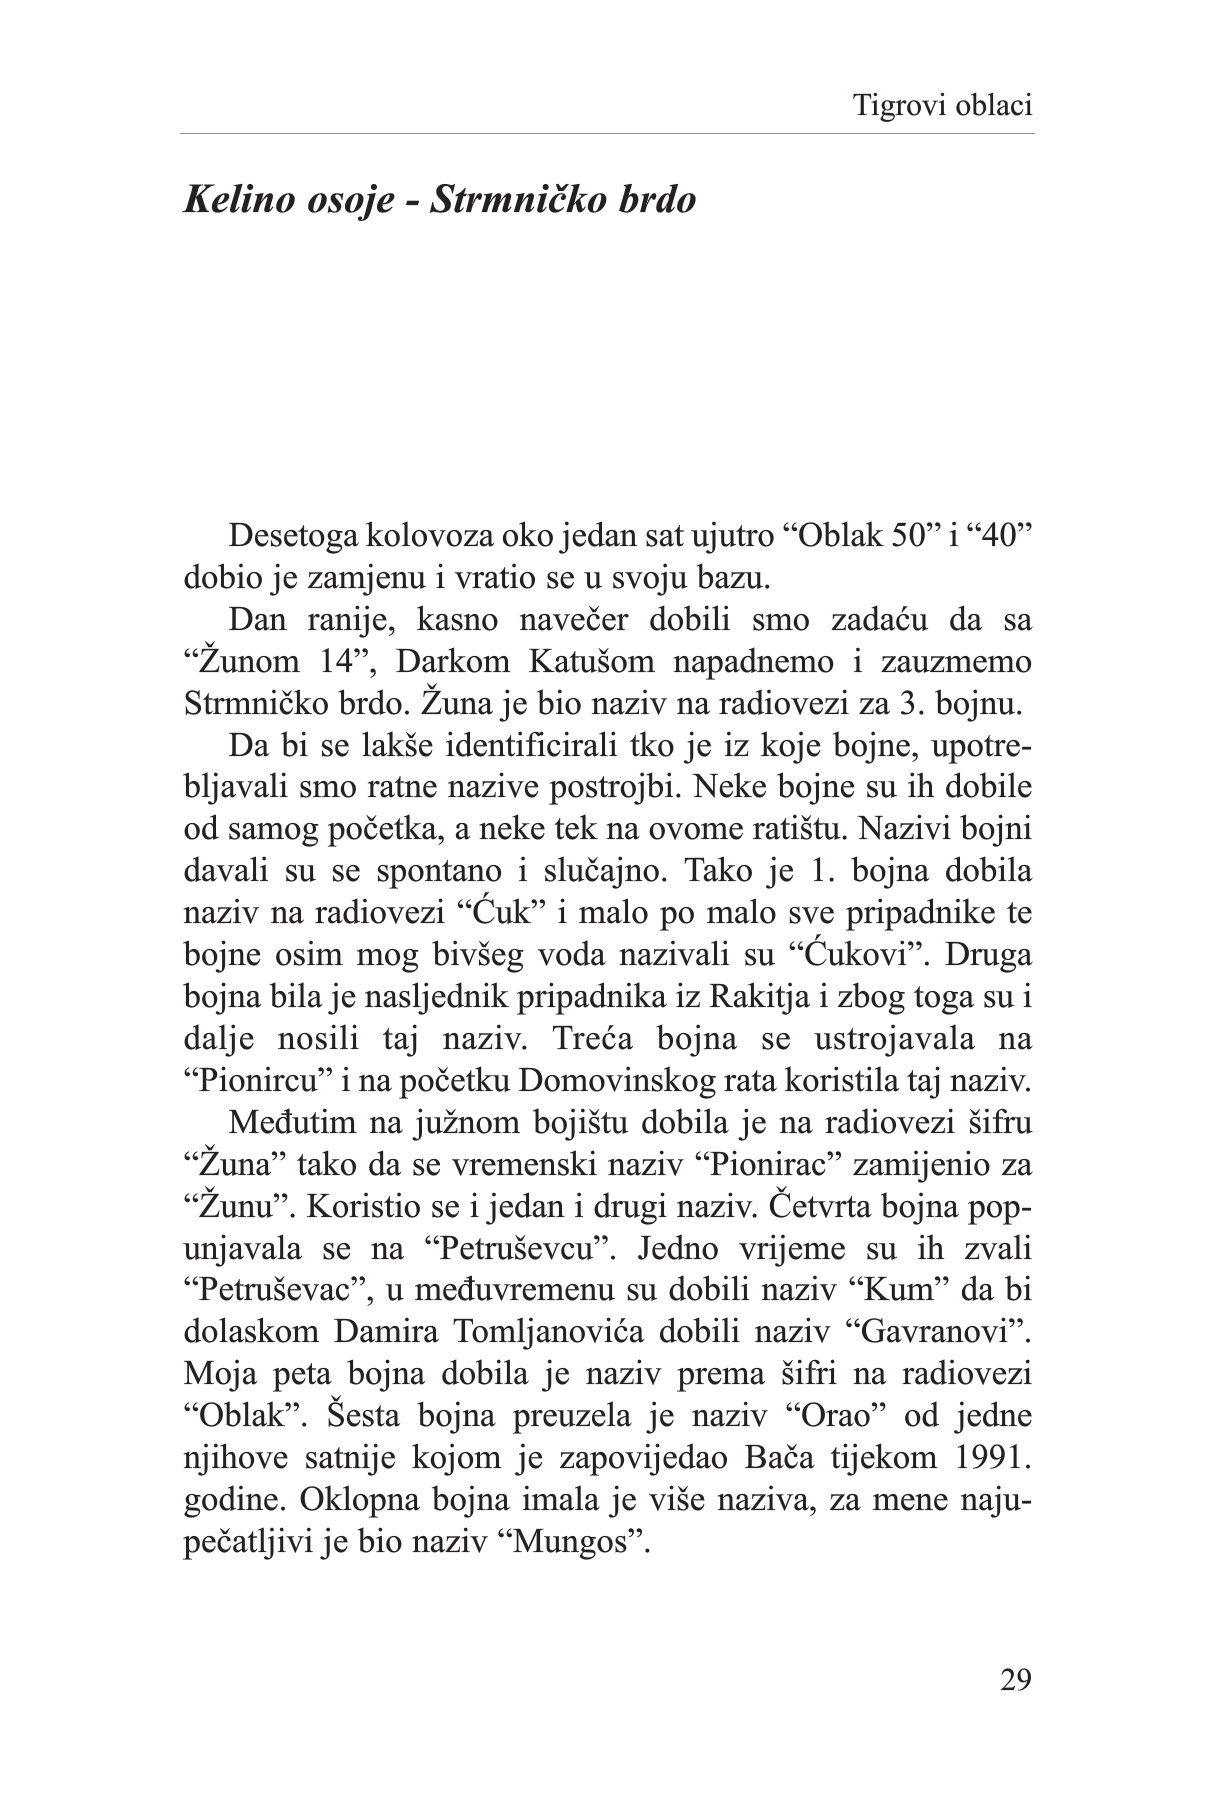 Tigrovi oblaci
Kelino osoje - Strmničko brdo
Desetoga kolovoza oko jedan sat ujutro “Oblak 50” i “40”
dobio je zamjenu i vratio se u svoju bazu.
Dan ranije, kasno navečer dobili smo zadaću da sa
“Žunom 14”, Darkom Katušom napadnemo i zauzmemo
Strmničko brdo. Žuna je bio naziv na radiovezi za 3. bojnu.
Da bi se lakše identificirali tko je iz koje bojne, upotre-
bljavali smo ratne nazive postrojbi. Neke bojne su ih dobile
od samog početka, a neke tek na ovome ratištu. Nazivi bojni
davali su se spontano i slučajno. Tako je 1. bojna dobila
naziv na radiovezi “Ćuk” i malo po malo sve pripadnike te
bojne osim mog bivšeg voda nazivali su “Ćukovi”. Druga
bojna bila je nasljednik pripadnika iz Rakitja i zbog toga su i
dalje nosili taj naziv. Treća bojna se ustrojavala na
“Pionircu” i na početku Domovinskog rata koristila taj naziv.
Međutim na južnom bojištu dobila je na radiovezi šifru
“Žuna” tako da se vremenski naziv “Pionirac” zamijenio za
“Žunu”. Koristio se i jedan i drugi naziv. Četvrta bojna pop-
unjavala se na “Petruševcu”. Jedno vrijeme su ih zvali
“Petruševac”, u međuvremenu su dobili naziv “Kum” da bi
dolaskom Damira Tomljanovića dobili naziv “Gavranovi”.
Moja peta bojna dobila je naziv prema šifri na radiovezi
“Oblak”. Šesta bojna preuzela je naziv “Orao” od jedne
njihove satnije kojom je zapovijedao Bača tijekom 1991.
godine. Oklopna bojna imala je više naziva, za mene naju-
pečatljivi je bio naziv “Mungos”.
29